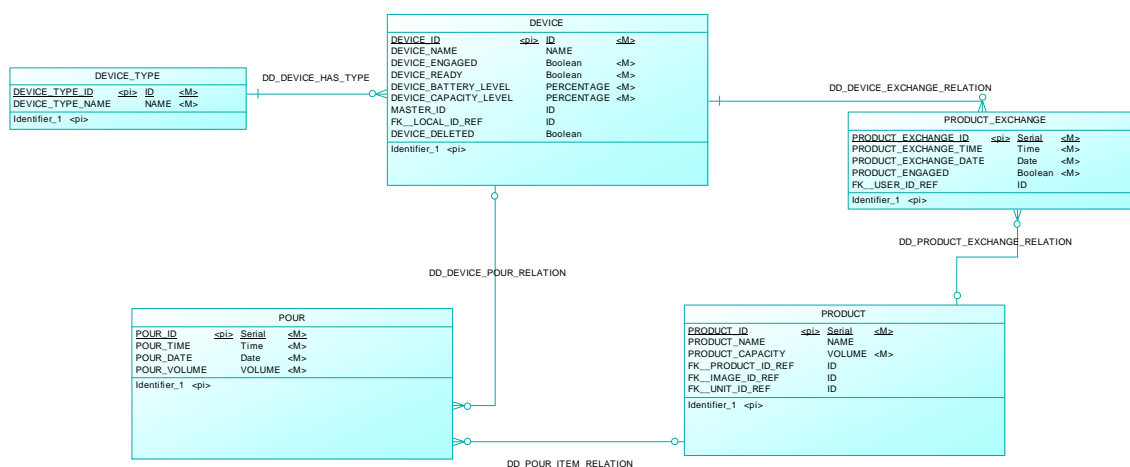 DEVICE
DEVICE_ID <pi> ID <M>
DEVICE_NAME NAME
DEVICE_ENGAGED Boolean <M>
DEVICE_READY Boolean <M>
DEVICE_BATTERY_LEVEL PERCENTAGE <M>
DEVICE_CAPACITY_LEVEL PERCENTAGE <M>
MASTER_ID ID
FK__LOCAL_ID_REF ID
DEVICE_DELETED Boolean
Identifier_1 <pi>
DEVICE_TYPE
DEVICE_TYPE_ID <pi> ID <M>
DEVICE_TYPE_NAME NAME <M>
Identifier_1 <pi>
DD_DEVICE_HAS_TYPE
DD_DEVICE_EXCHANGE_RELATION
PRODUCT_EXCHANGE
PRODUCT_EXCHANGE_ID <pi> Serial <M>
PRODUCT_EXCHANGE_TIME Time <M>
PRODUCT_EXCHANGE_DATE Date <M>
PRODUCT_ENGAGED Boolean <M>
FK__USER_ID_REF ID
Identifier_1 <pi>
DD_PRODUCT_EXCHANGE_RELATION
DD_DEVICE_POUR_RELATION
POUR
POUR_ID <pi> Serial <M>
POUR_TIME Time <M>
POUR_DATE Date <M>
POUR_VOLUME VOLUME <M>
Identifier_1 <pi>
PRODUCT
PRODUCT_ID <pi> Serial <M>
PRODUCT_NAME NAME
PRODUCT_CAPACITY VOLUME <M>
FK__PRODUCT_ID_REF ID
FK__IMAGE_ID_REF ID
FK__UNIT_ID_REF ID
Identifier_1 <pi>
DD_POUR_ITEM_RELATION